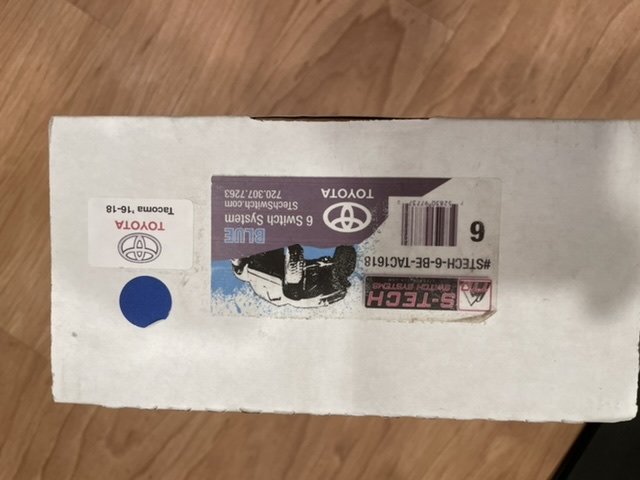 S-TECH
SWITCH SYSTEMS
#STECH-6-BE-TAC1618
6
BLUE
6 Switch System
STechSwitch.com
720.307.7263
TOYOTA
TOYOTA
Tacoma '16-18